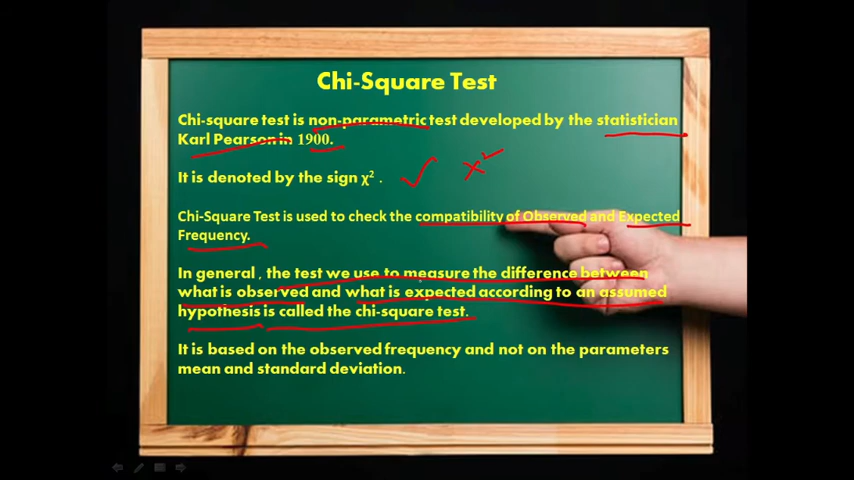 Chi-Square Test
Chi-square test is non-parametric test developed by the statistician
Karl Pearson in 1900.
It is denoted by the sign χ² .
x²
Chi-Square Test is used to check the compatibility of Observed and Expected
Frequency.
In general , the test we use to measure the difference between
what is observed and what is expected according to an assumed
hypothesis is called the chi-square test.
It is based on the observed frequency and not on the parameters
mean and standard deviation.